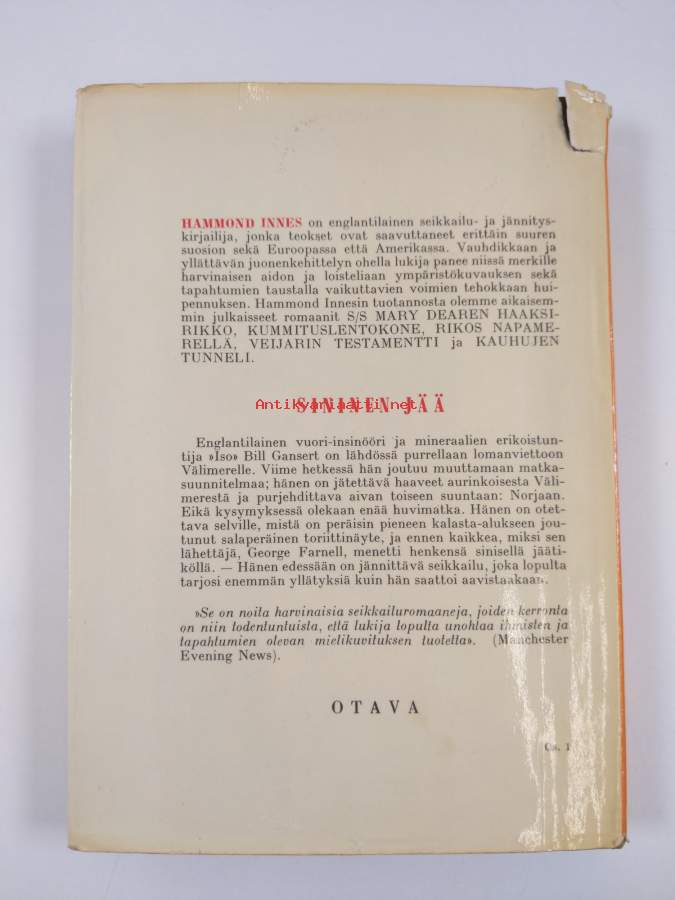 HAMMOND INNES on englantilainen seikkailu- ja jännitys-
kirjailija, jonka teokset ovat saavuttaneet erittäin suuren
suosion sekä Euroopassa että Amerikassa. Vauhdikkaan ja
yllättävän juonenkehittelyn ohella lukija panee niissä merkille
harvinaisen aidon ja loisteliaan ympäristökuvauksen sekä
tapahtumien taustalla vaikuttavien voimien tehokkaan hui-
pennuksen. Hammond Innesin tuotannosta olemme aikaisem-
min julkaisseet romaanit S/S MARY DEAREN HAAKSI-
RIKKO, KUMMITUSLENTOKONE, RIKOS NAPAME-
RELLÄ, VEIJARIN TESTAMENTTI ja KAUHUJEN
TUNNELI.
SININEN JÄÄ
Antikvariaatti.net
Englantilainen vuori-insinööri ja mineraalien erikoistun-
tija »Iso» Bill Gansert on lähdössä purrellaan lomanviettoon
Välimerelle. Viime hetkessä hän joutuu muuttamaan matka-
suunnitelmaa; hänen on jätettävä haaveet aurinkoisesta Väli-
merestä ja purjehdittava aivan toiseen suuntaan: Norjaan.
Eikä kysymyksessä olekaan enää huvimatka. Hänen on otet-
tava selville, mistä on peräisin pieneen kalasta-alukseen jou-
tunut salaperäinen toriittinäyte, ja ennen kaikkea, miksi sen
lähettäjä, George Farnell, menetti henkensä sinisellä jääti-
köllä. — Hänen edessään on jännittävä seikkailu, joka lopulta
tarjosi enemmän yllätyksiä kuin hän saattoi aavistaakaan.
»Se on noita harvinaisia seikkailuromaaneja, joiden kerronta
on niin todentuntuista, että lukija lopulta unohtaa ihmisten ja
tapahtumien olevan mielikuvituksen tuotetta». (Manchester
Evening News).
OTAVA